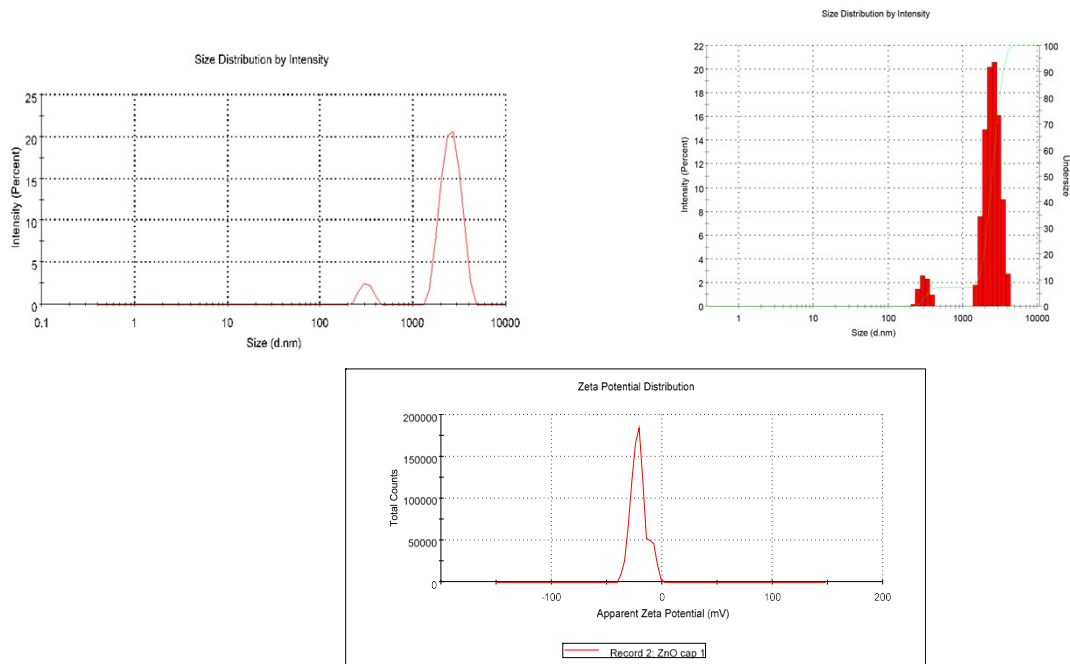 Size Distribution by Intensity
25
20
15
10
5
0
Intensity (Percent)
0.1 1 10 100 1000 10000
Size (d.nm)
Size Distribution by Intensity
22
20
18
16
14
12
10
8
6
4
2
0
Intensity (Percent)
100
90
80
70
60
50
40
30
20
10
0
Undersize
1 10 100 1000 10000
Size (d.nm)
Zeta Potential Distribution
200000
150000
100000
50000
0
Total Counts
-100 0 100 200
Apparent Zeta Potential (mV)
Record 2: ZnO cap 1